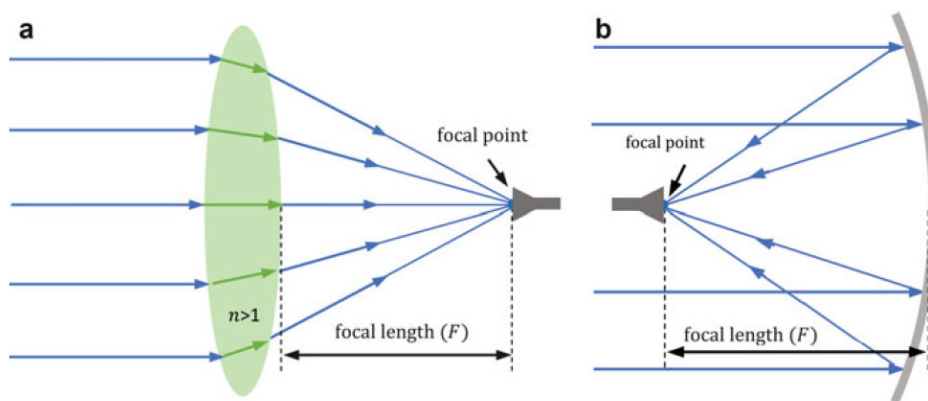 a
focal point
n>1
focal length (F)
b
focal point
focal length (F)